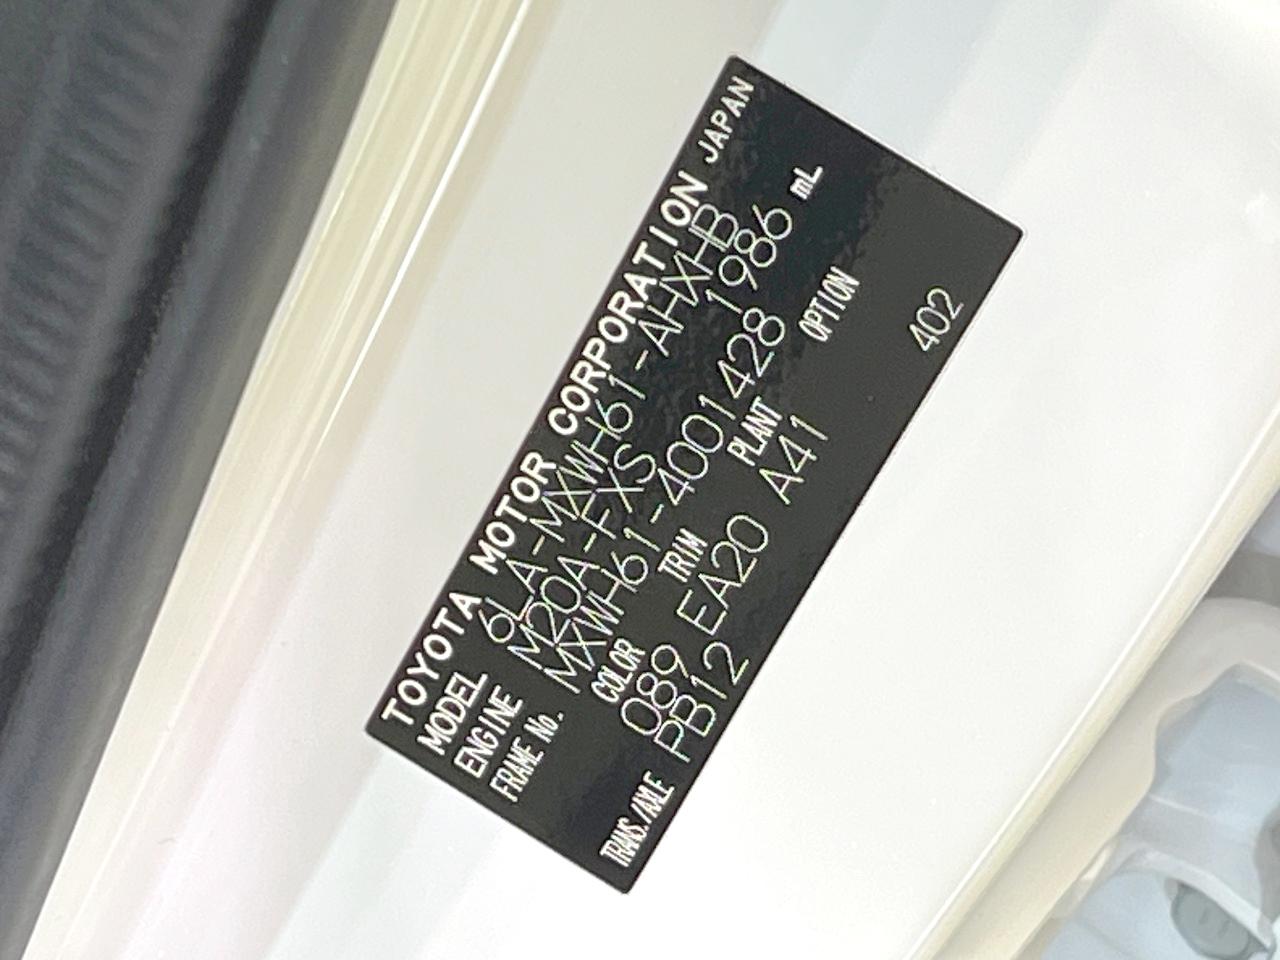 TOYOTA MOTOR CORPORATION JAPAN
MODEL 6LA-MXWH61-AHXHB
ENGINE M20A-FXS 1986 mL
FRAME No. MXWH61-4001428
COLOR TRIM PLANT OPTION
089 EA20 A41
TRANS./AXLE PB12 402